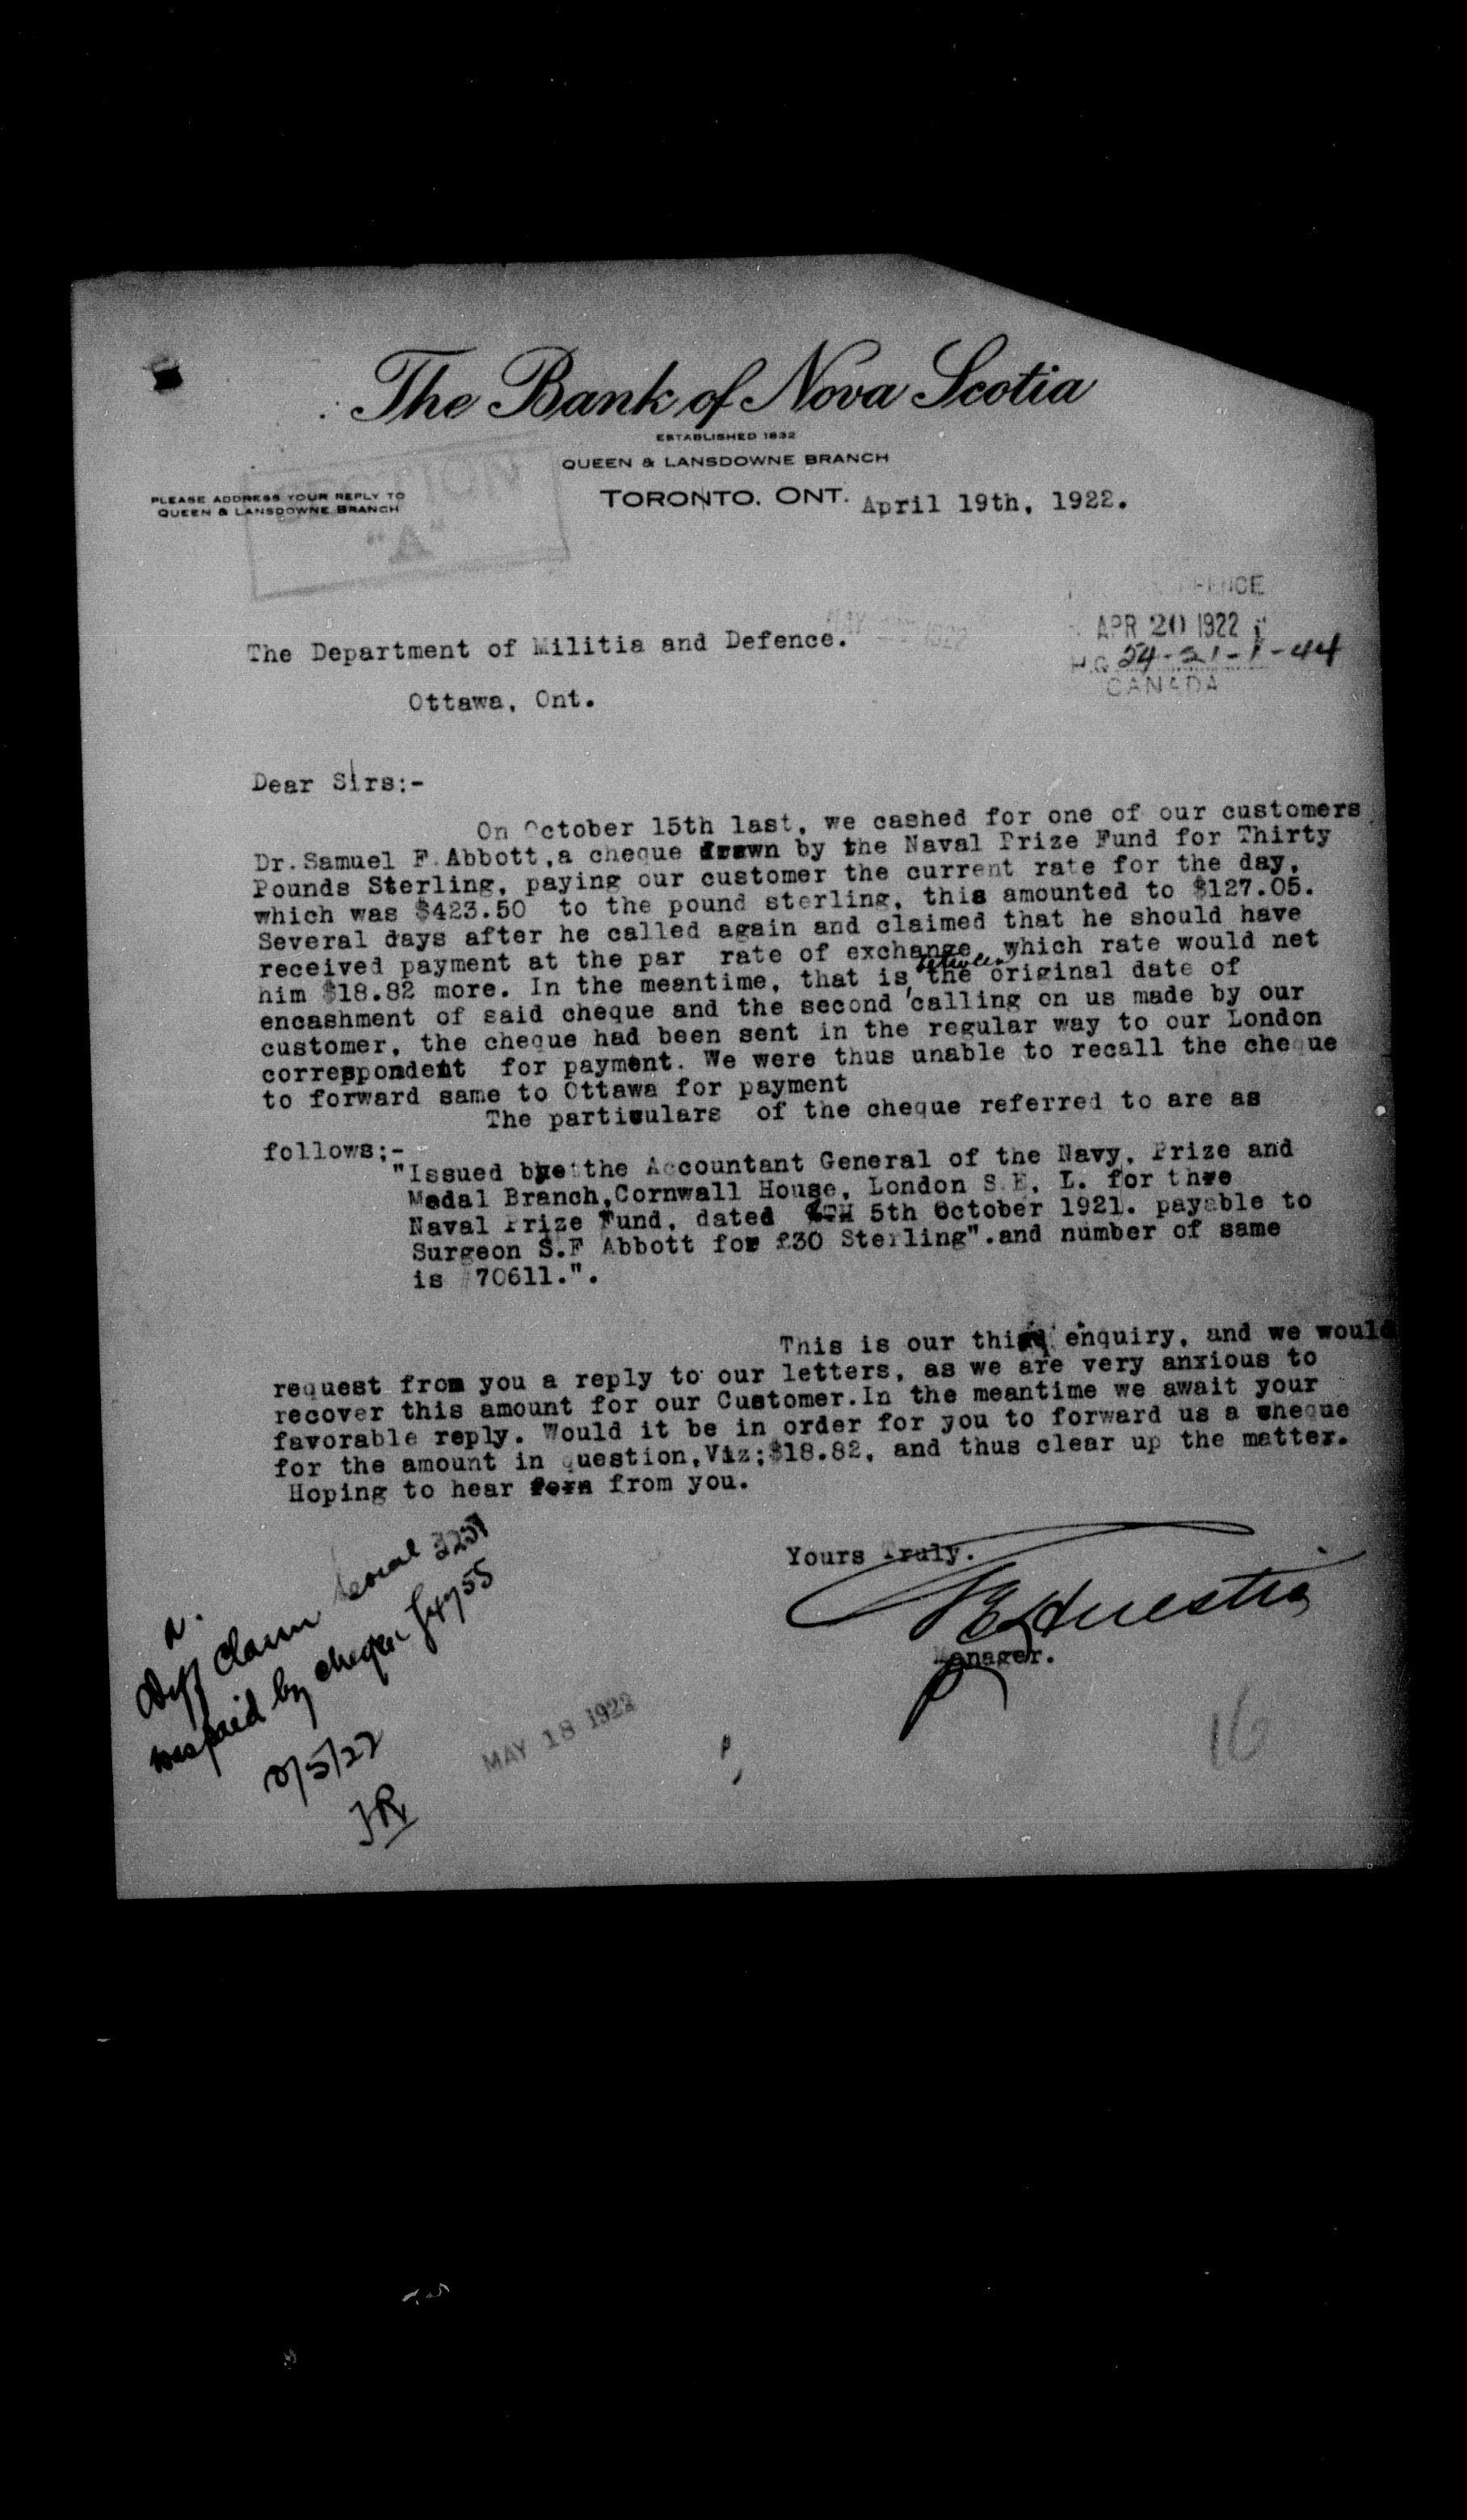 The Bank of Nova Scotia
ESTABLISHED 1832
QUEEN & LANSDOWNE BRANCH
PLEASE ADDRESS YOUR REPLY TO
QUEEN & LANSDOWNE BRANCH
TORONTO. ONT. April 19th, 1922.
"A"
APR 20 1922
H.Q. 54-21-1-44
CANADA
The Department of Militia and Defence.
Ottawa, Ont.
Dear Sirs:-
On October 15th last, we cashed for one of our customers
Dr. Samuel F. Abbott, a cheque drawn by the Naval Prize Fund for Thirty
Pounds Sterling, paying our customer the current rate for the day,
which was $423.50 to the pound sterling, this amounted to $127.05.
Several days after he called again and claimed that he should have
received payment at the par rate of exchange, which rate would net
him $18.82 more. In the meantime, that is, between the original date of
encashment of said cheque and the second calling on us made by our
customer, the cheque had been sent in the regular way to our London
correspondent for payment. We were thus unable to recall the cheque
to forward same to Ottawa for payment
The particulars of the cheque referred to are as
follows;-
"Issued by the Accountant General of the Navy, Prize and
Medal Branch, Cornwall House, London S.E. L. for the
Naval Prize Fund, dated 5th October 1921. payable to
Surgeon S.F Abbott for £30 Sterling".and number of same
is #70611.".
This is our third enquiry, and we would
request from you a reply to our letters, as we are very anxious to
recover this amount for our Customer. In the meantime we await your
favorable reply. Would it be in order for you to forward us a cheque
for the amount in question, Viz;$18.82, and thus clear up the matter.
Hoping to hear from you.
Yours Truly.
Manager.
Diff Claim Serial
was paid by cheque
JR
MAY 18 1922
16